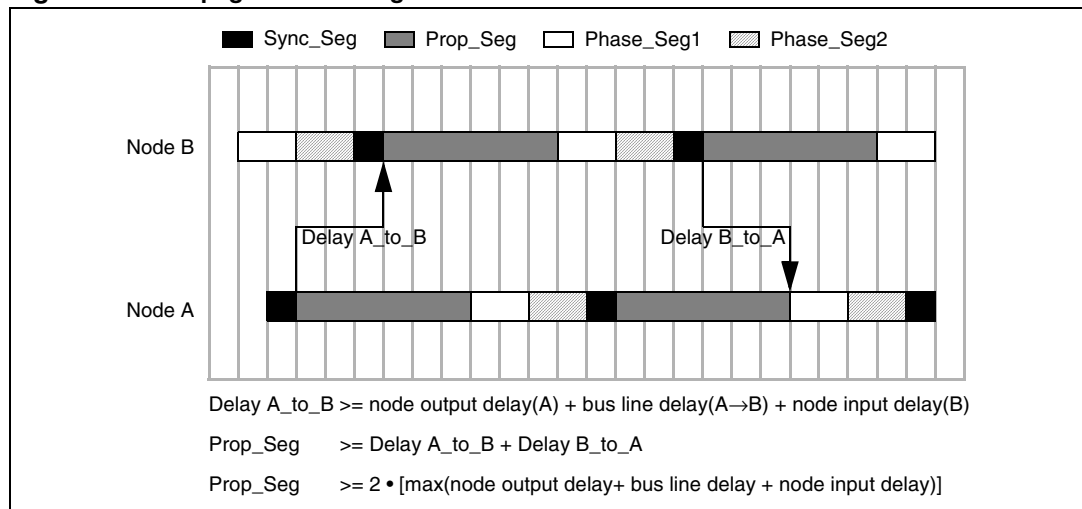 Sync_Seg Prop_Seg Phase_Seg1 Phase_Seg2
Node B
Delay A_to_B Delay B_to_A
Node A
Delay A_to_B >= node output delay(A) + bus line delay(A→B) + node input delay(B)
Prop_Seg >= Delay A_to_B + Delay B_to_A
Prop_Seg >= 2 • [max(node output delay+ bus line delay + node input delay)]